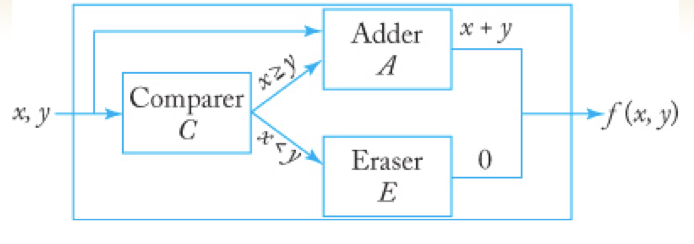 x, y
Comparer
C
x ≥ y
x < y
Adder
A
x + y
Eraser
E
0
f (x, y)